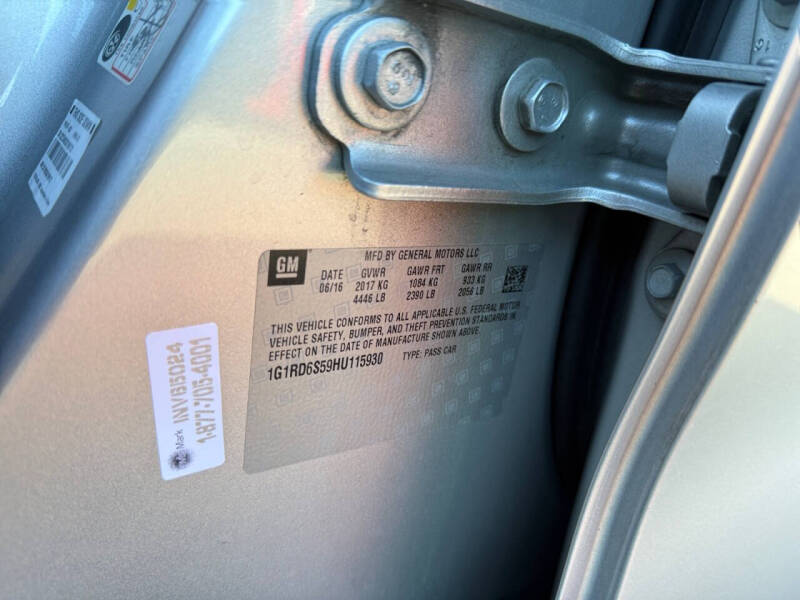 GM
MFD BY GENERAL MOTORS LLC
DATE GVWR GAWR FRT GAWR RR
06/16 2017 KG 1084 KG 933 KG
4446 LB 2390 LB 2056 LB
THIS VEHICLE CONFORMS TO ALL APPLICABLE U.S. FEDERAL MOTOR
VEHICLE SAFETY, BUMPER, AND THEFT PREVENTION STANDARDS IN
EFFECT ON THE DATE OF MANUFACTURE SHOWN ABOVE.
1G1RD6S59HU115930 TYPE: PASS CAR
Mark
INV615024
1-877-705-4001